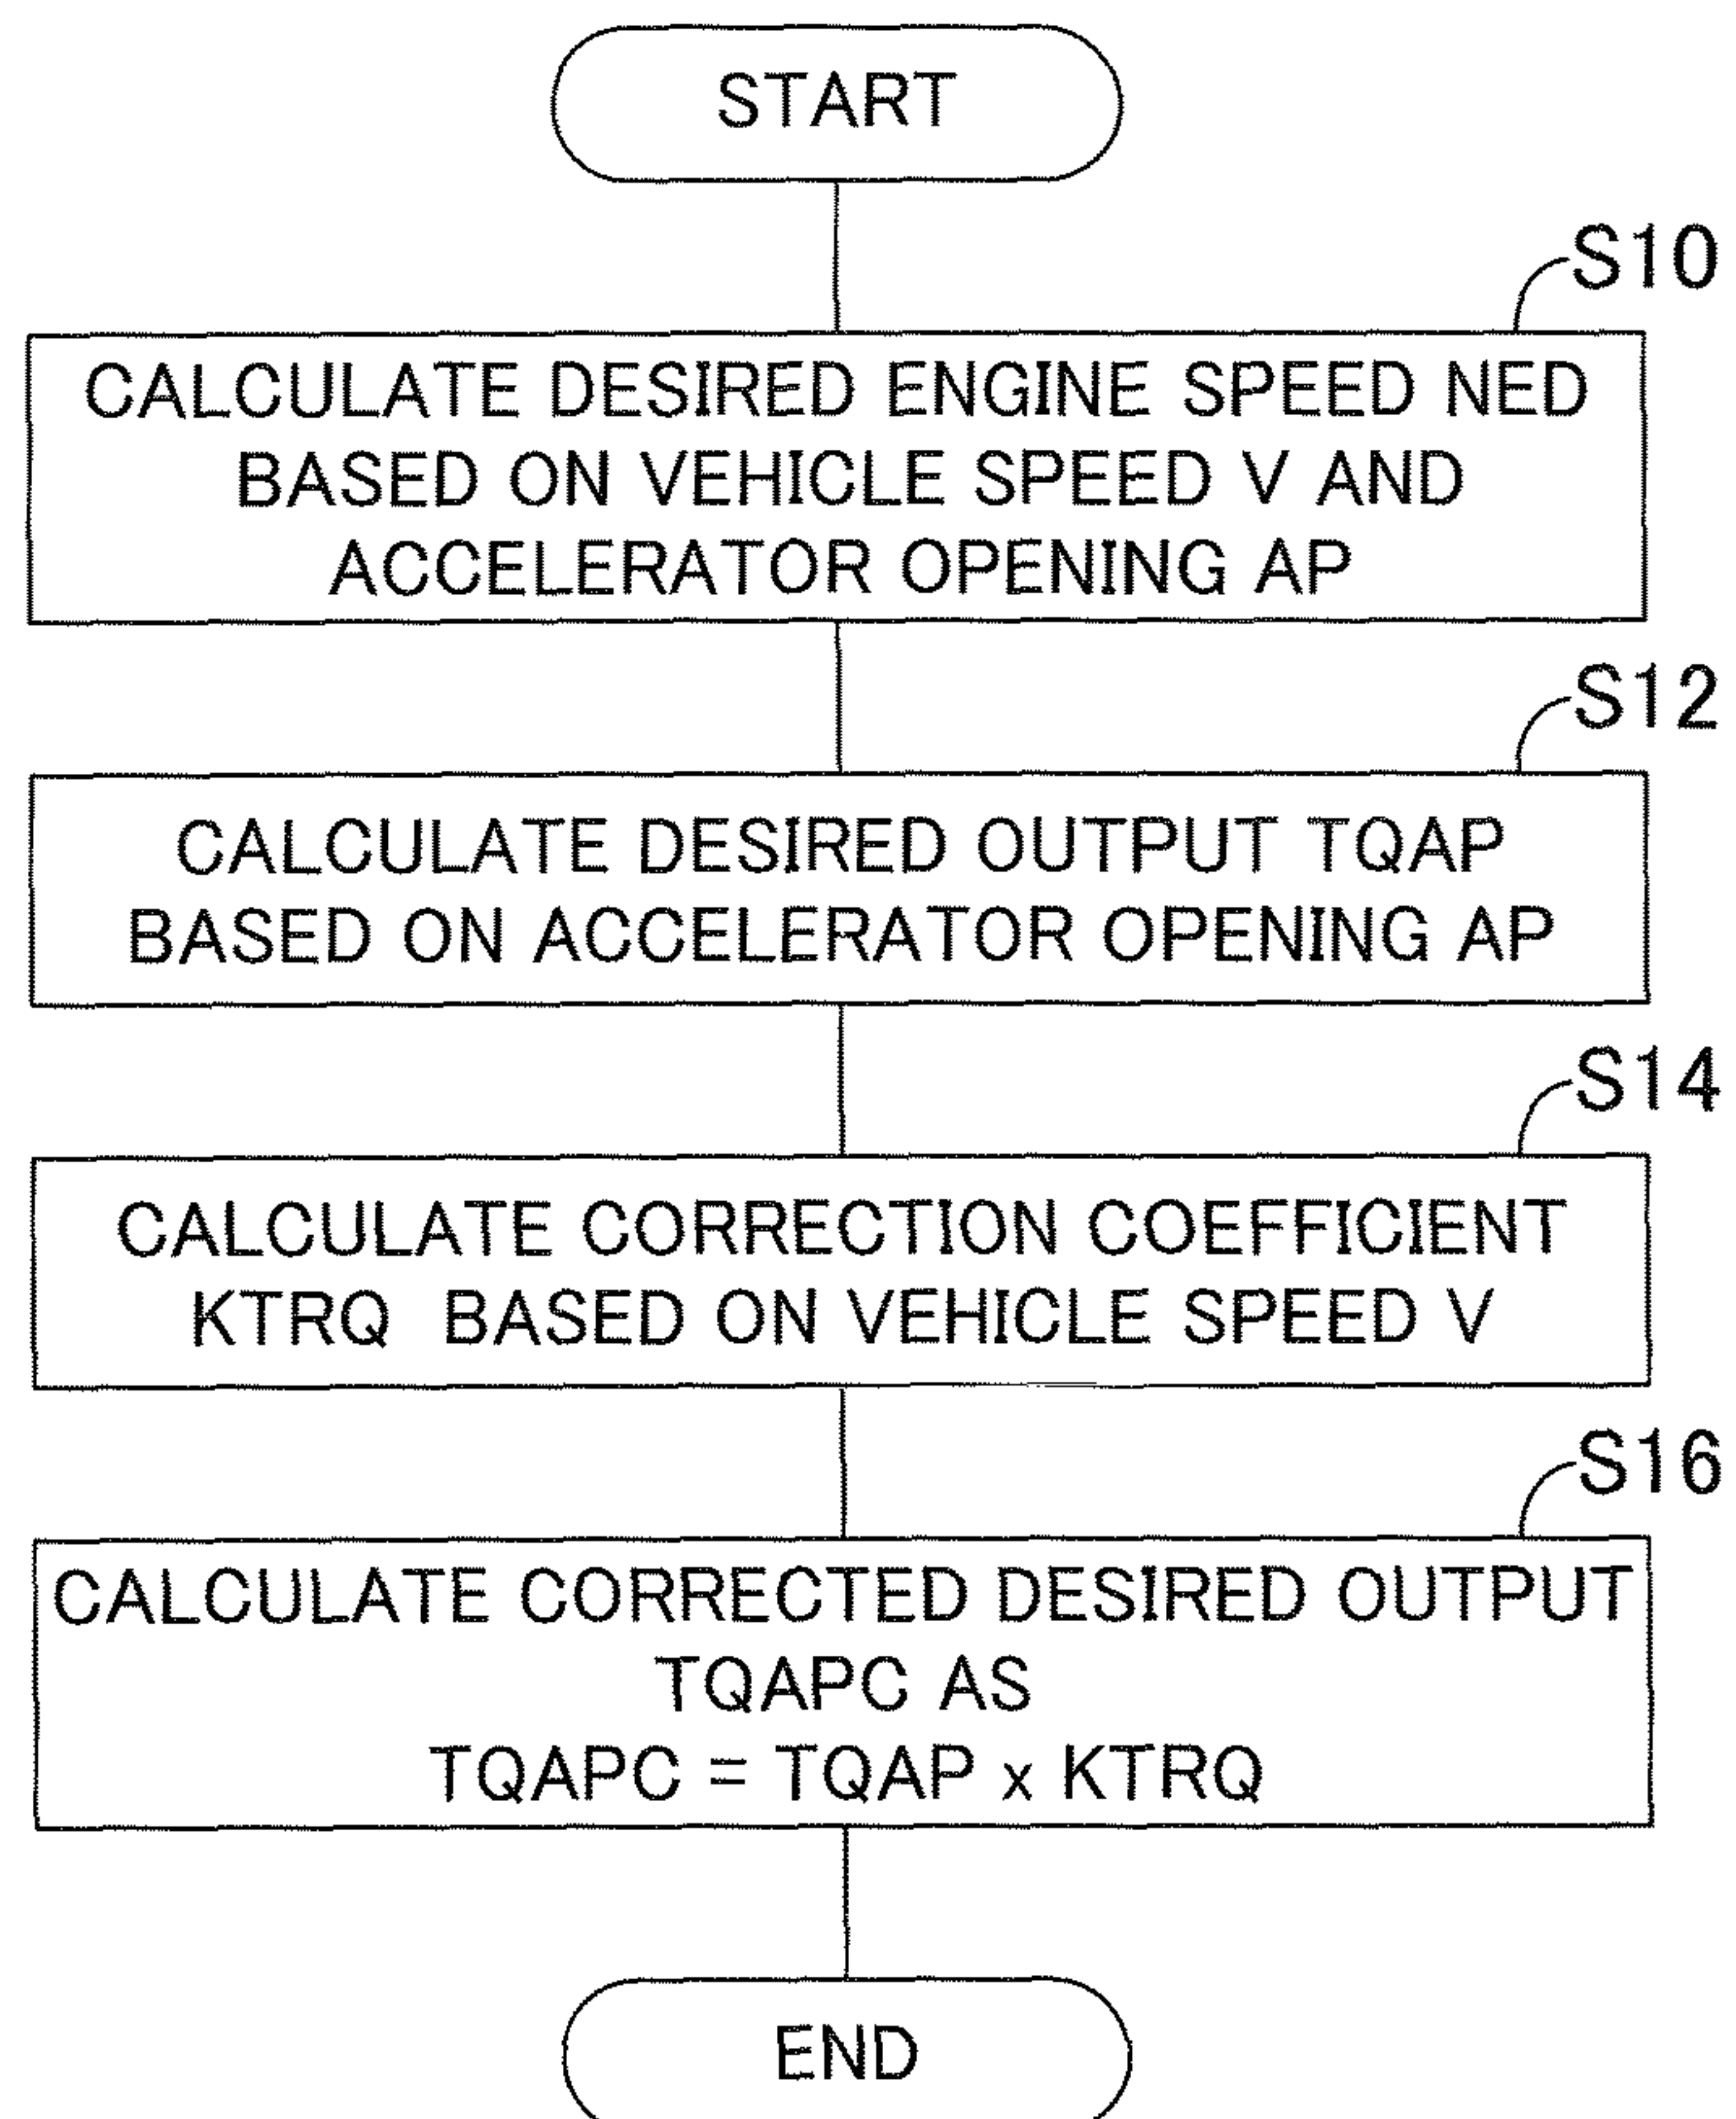 START
S10
CALCULATE DESIRED ENGINE SPEED NED
BASED ON VEHICLE SPEED V AND
ACCELERATOR OPENING AP
S12
CALCULATE DESIRED OUTPUT TQAP
BASED ON ACCELERATOR OPENING AP
S14
CALCULATE CORRECTION COEFFICIENT
KTRQ BASED ON VEHICLE SPEED V
S16
CALCULATE CORRECTED DESIRED OUTPUT
TQAPC AS
TQAPC = TQAP x KTRQ
END